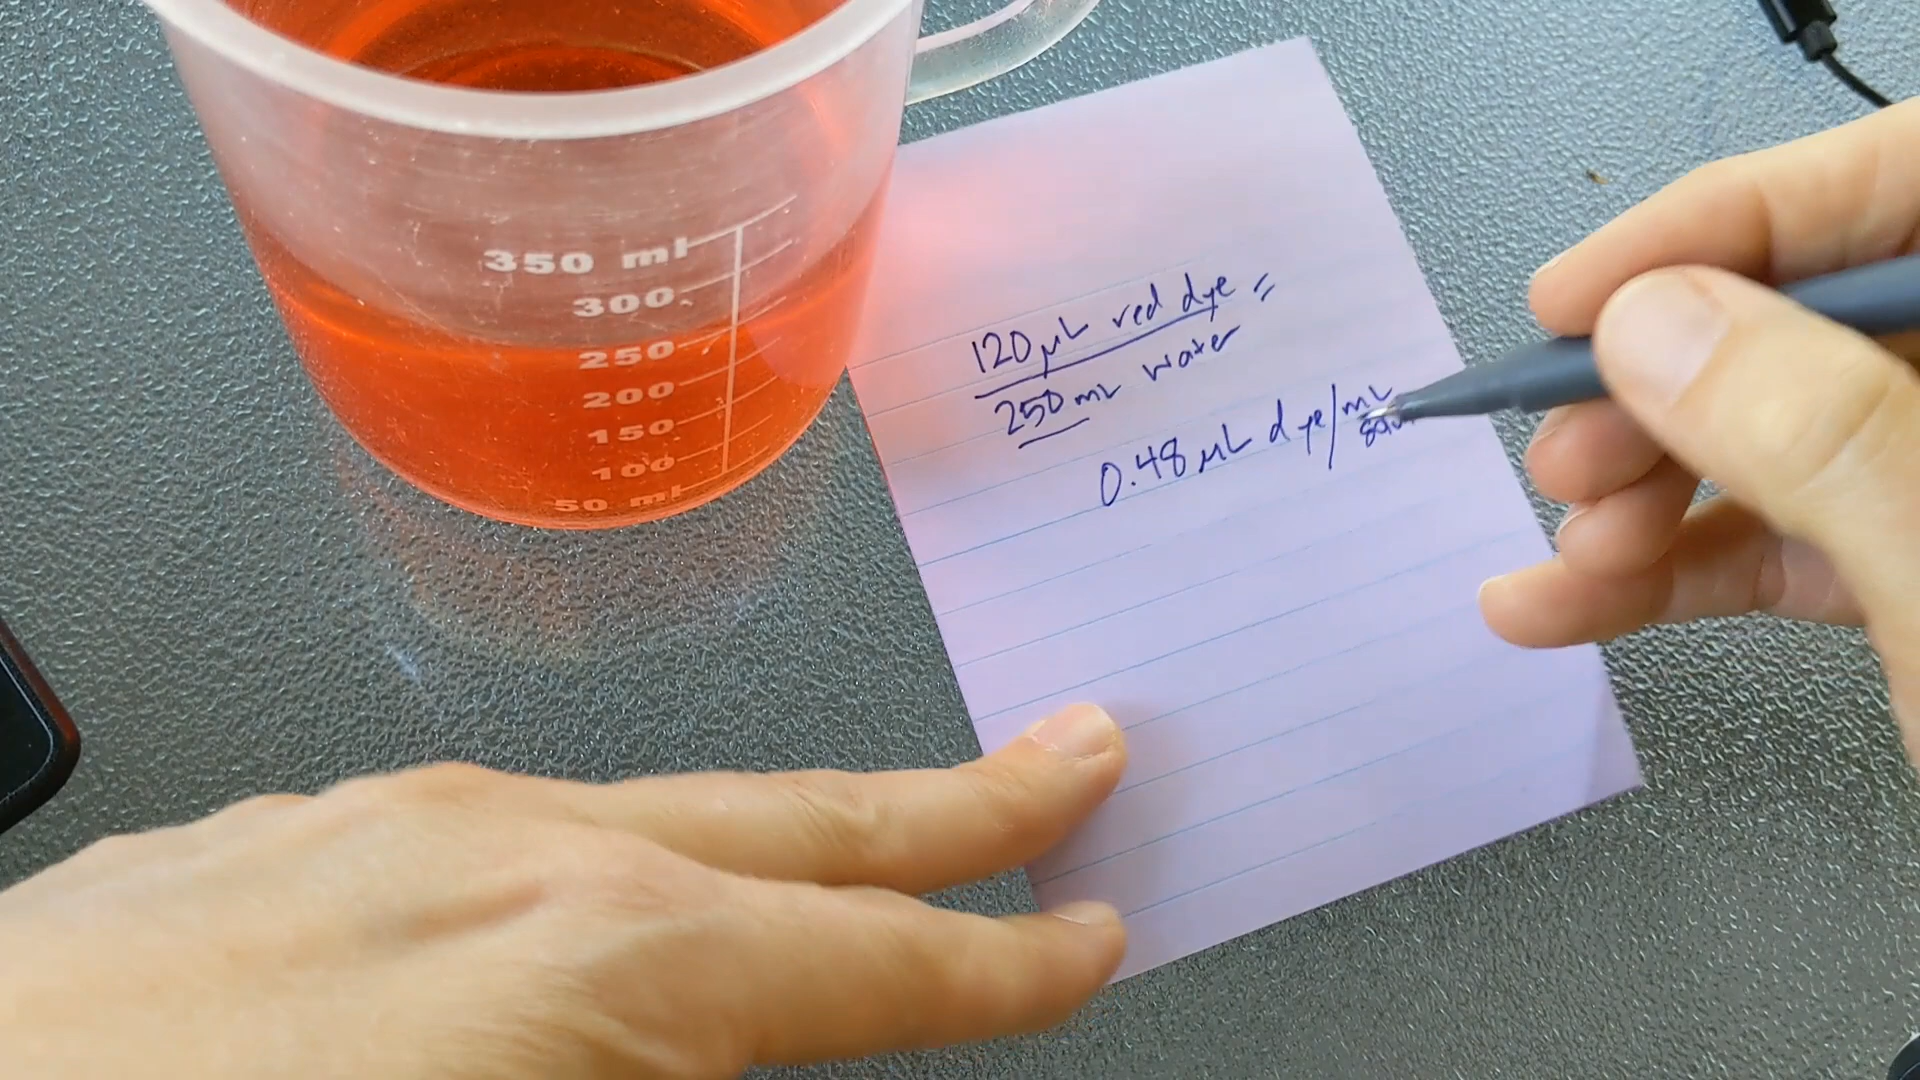 350 ml
300
250
200
150
100
50 ml
120 μL red dye =
250 mL water
0.48 μL dye/mL